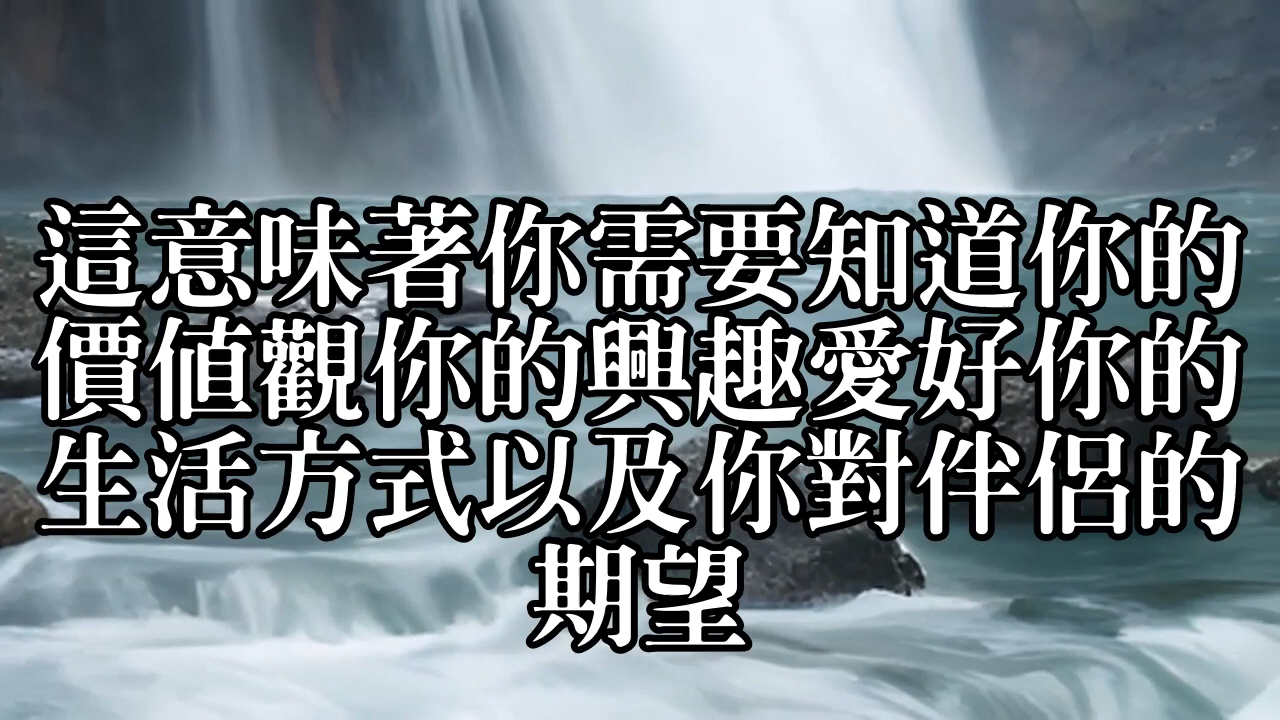 這意味著你需要知道你的
價值觀你的興趣愛好你的
生活方式以及你對伴侶的
期望